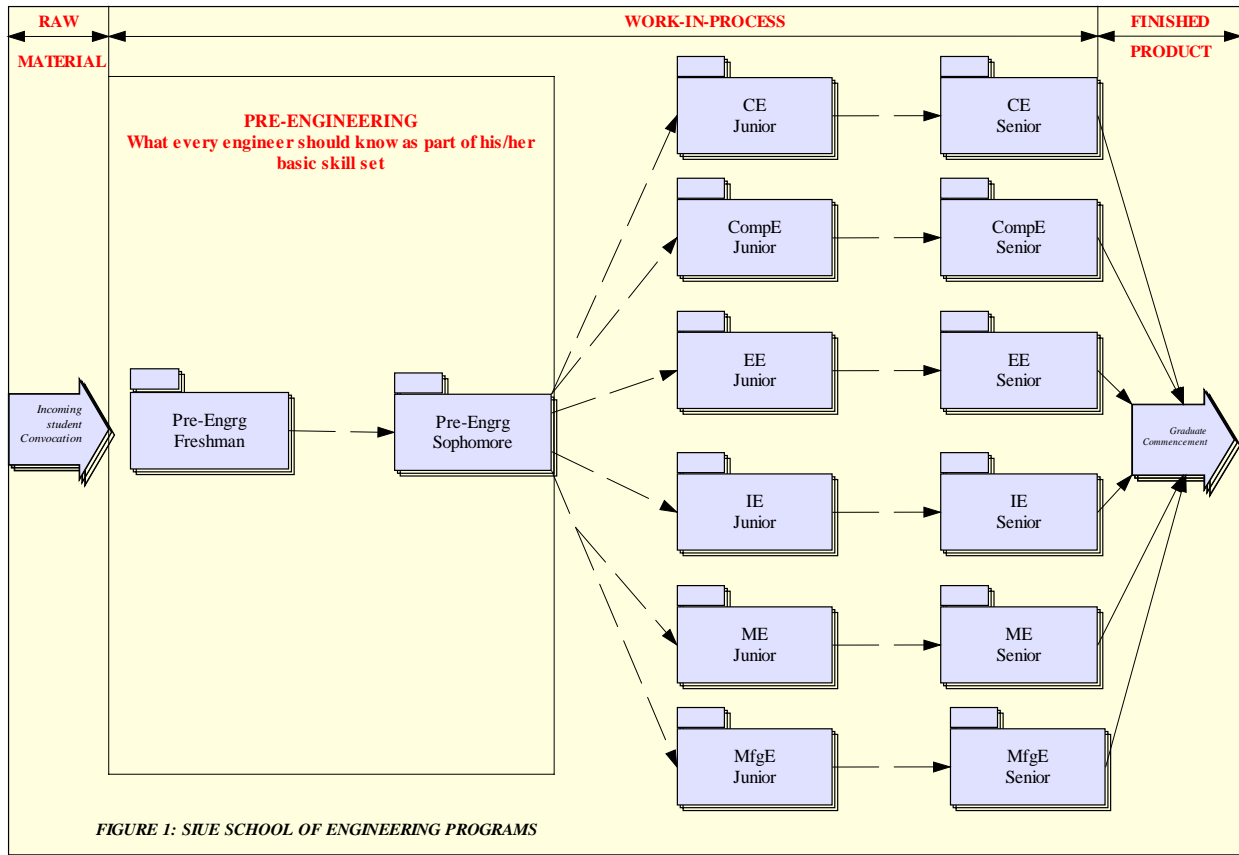 RAW
MATERIAL
WORK-IN-PROCESS
FINISHED
PRODUCT
PRE-ENGINEERING
What every engineer should know as part of his/her
basic skill set
Incoming
student
Convocation
Pre-Engrg
Freshman
Pre-Engrg
Sophomore
CE
Junior
CE
Senior
CompE
Junior
CompE
Senior
EE
Junior
EE
Senior
IE
Junior
IE
Senior
ME
Junior
ME
Senior
MfgE
Junior
MfgE
Senior
Graduate
Commencement
FIGURE 1: SIUE SCHOOL OF ENGINEERING PROGRAMS